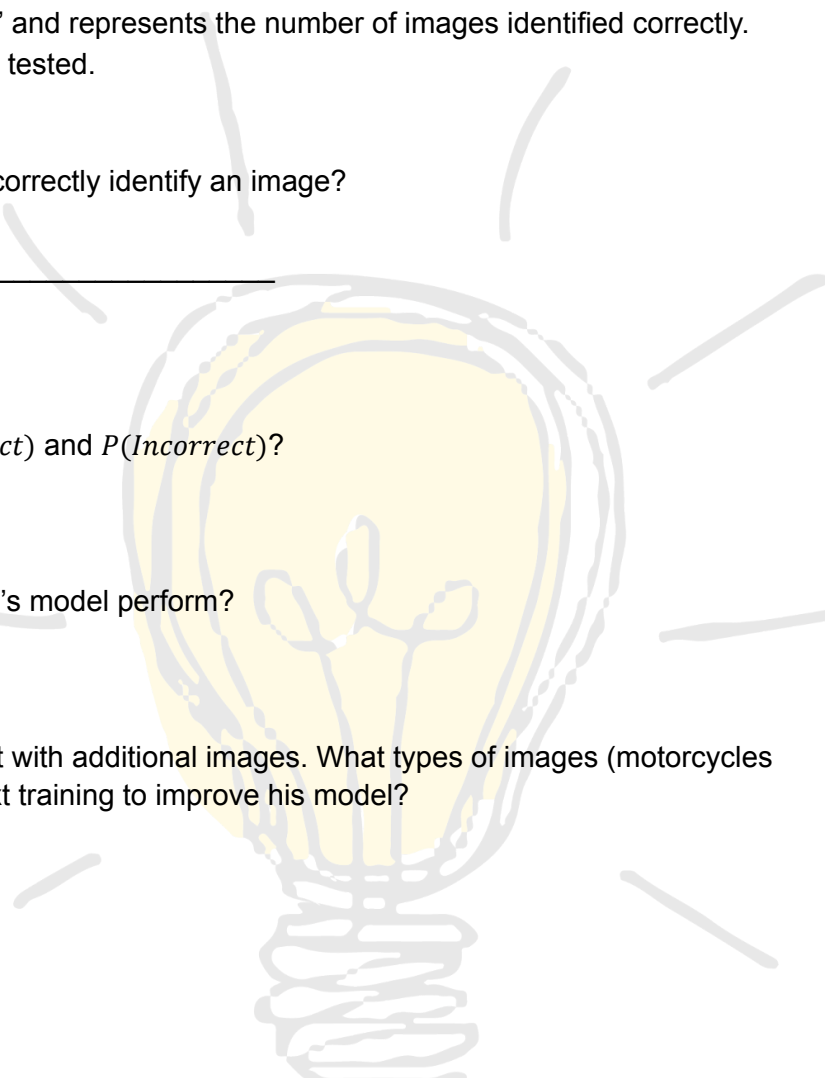 ’ and represents the number of images identified correctly.
tested.
correctly identify an image?
ct) and P(Incorrect)?
’s model perform?
t with additional images. What types of images (motorcycles
t training to improve his model?